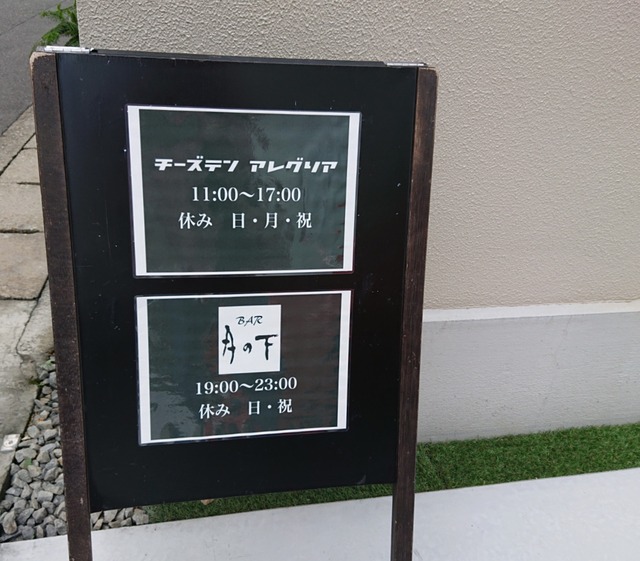 チーズテン アレグリア
11:00～17:00
休み 日・月・祝
BAR
月の下
19:00～23:00
休み 日・祝